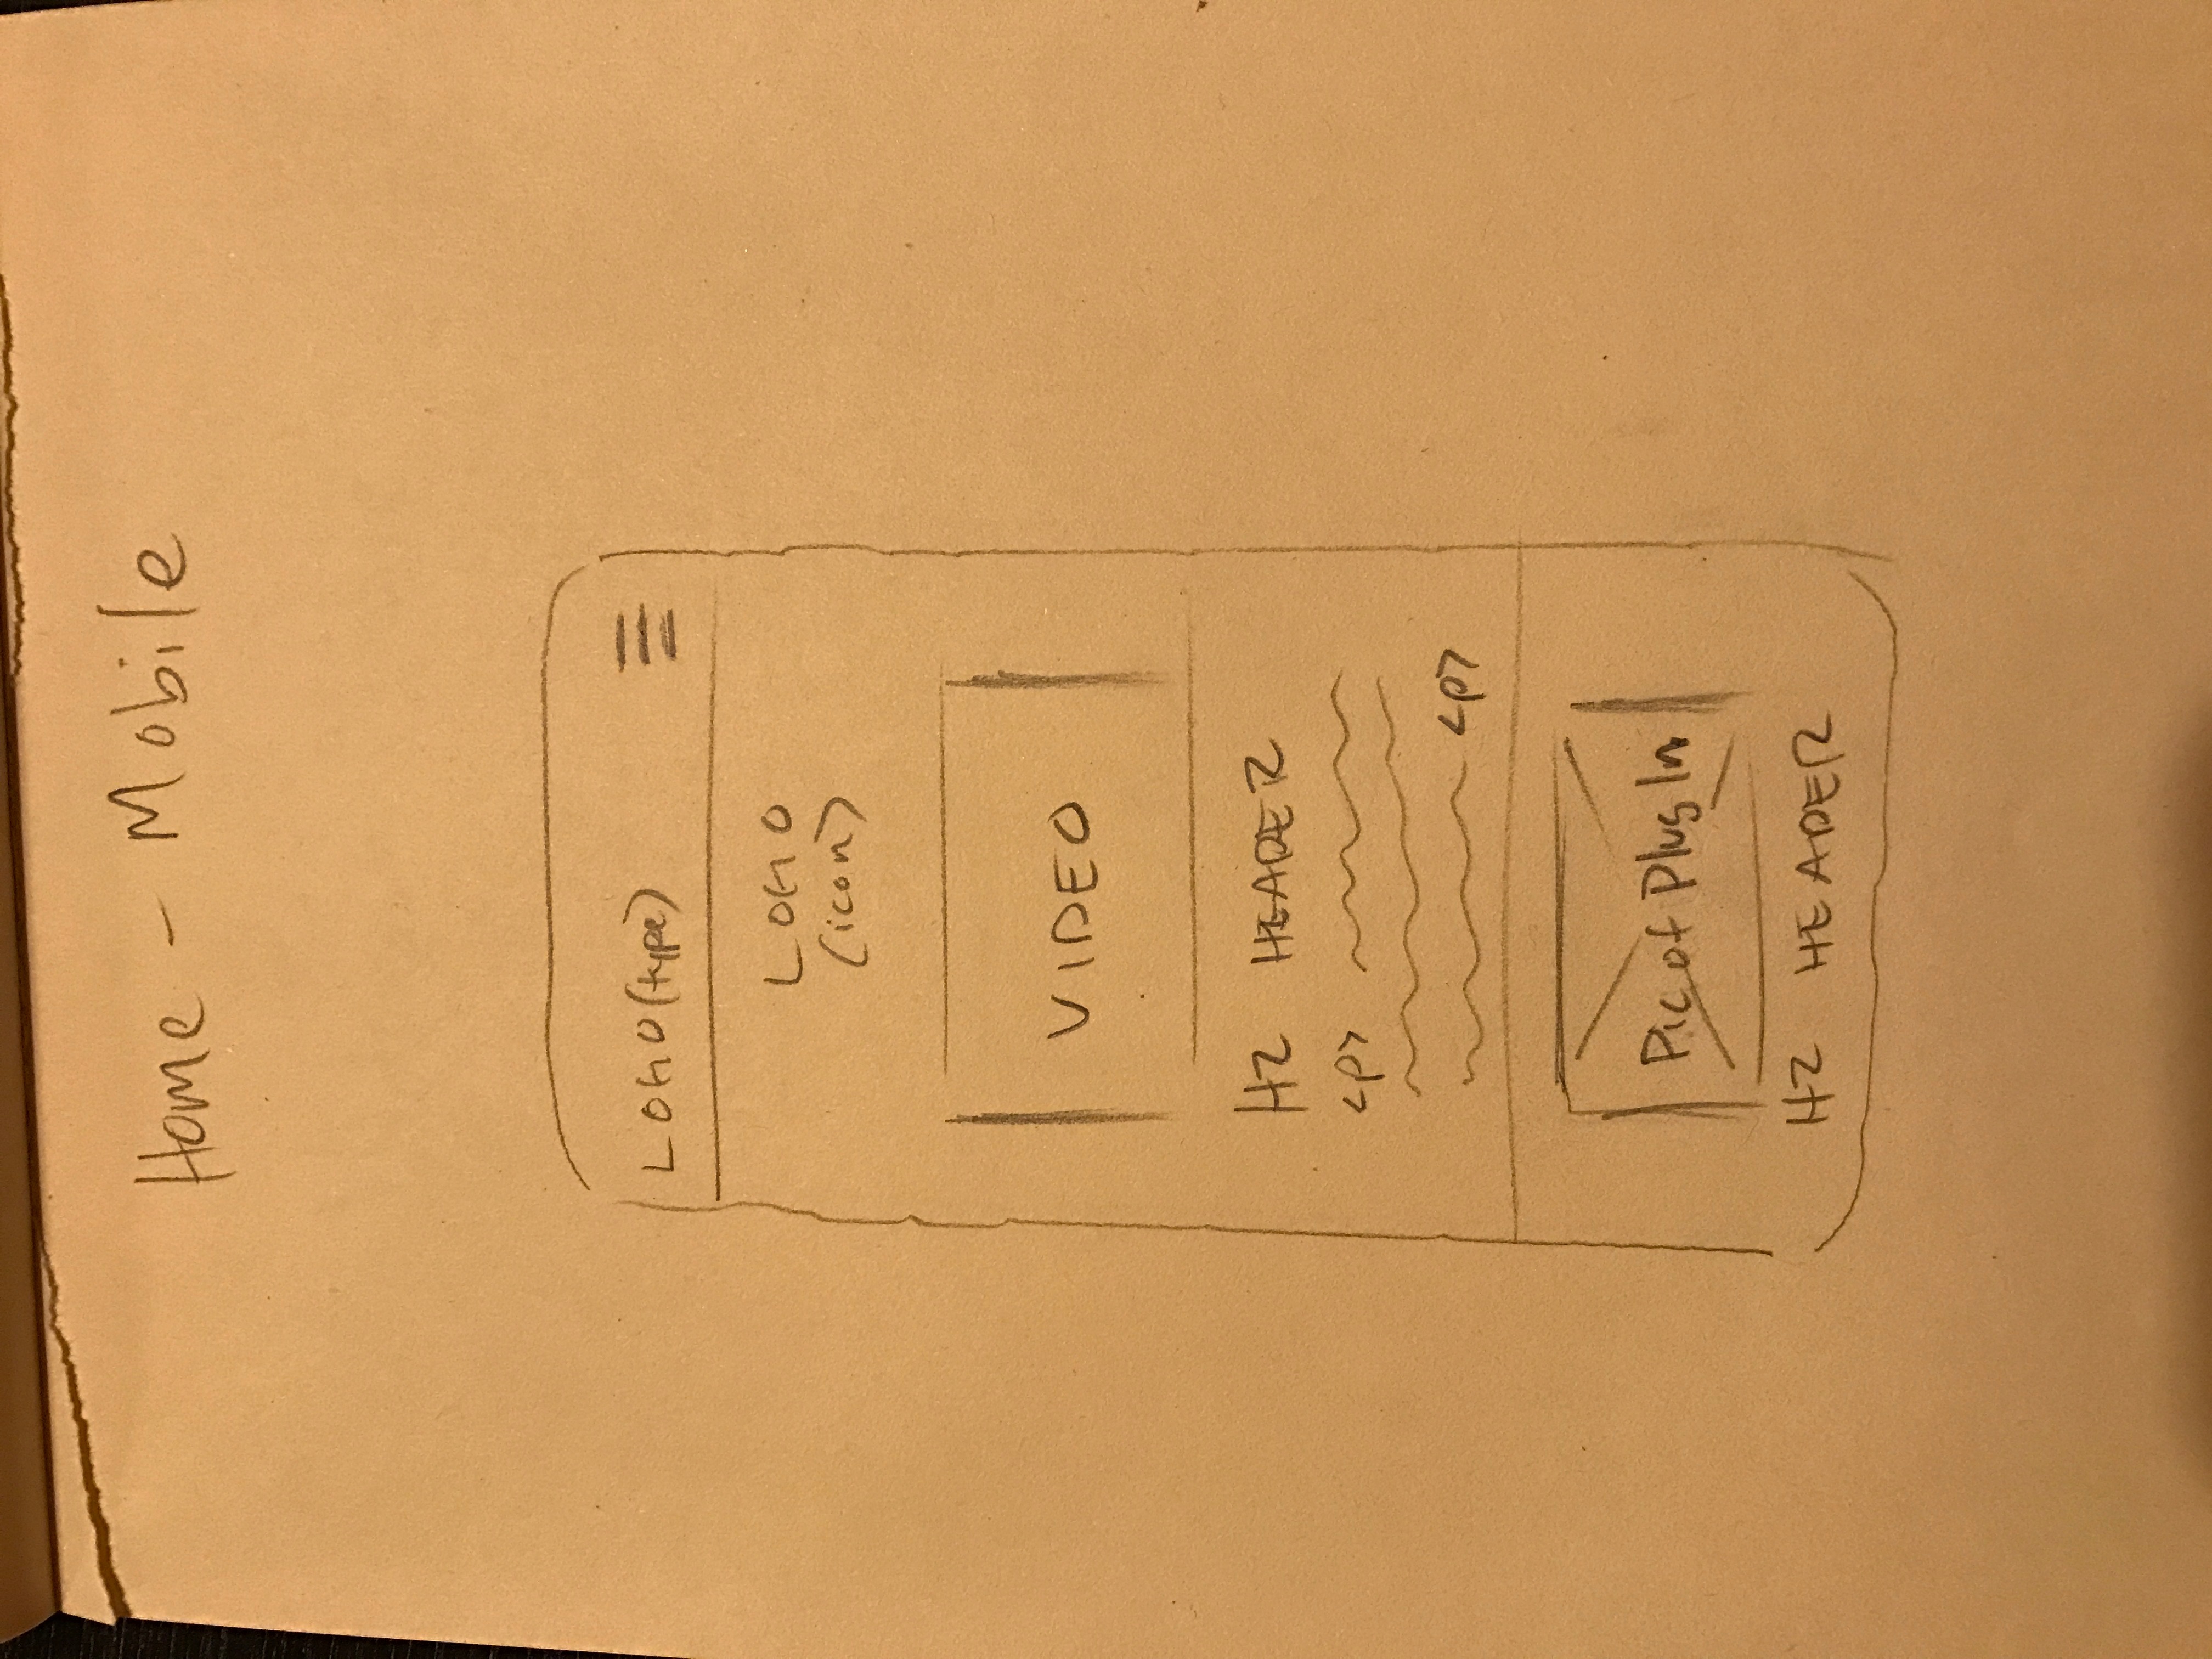 Home - Mobile
LOGO (type)
LOGO
(icon)
VIDEO
H2 HEADER
<p>
<p>
Pic of Plug In
H2 HEADER